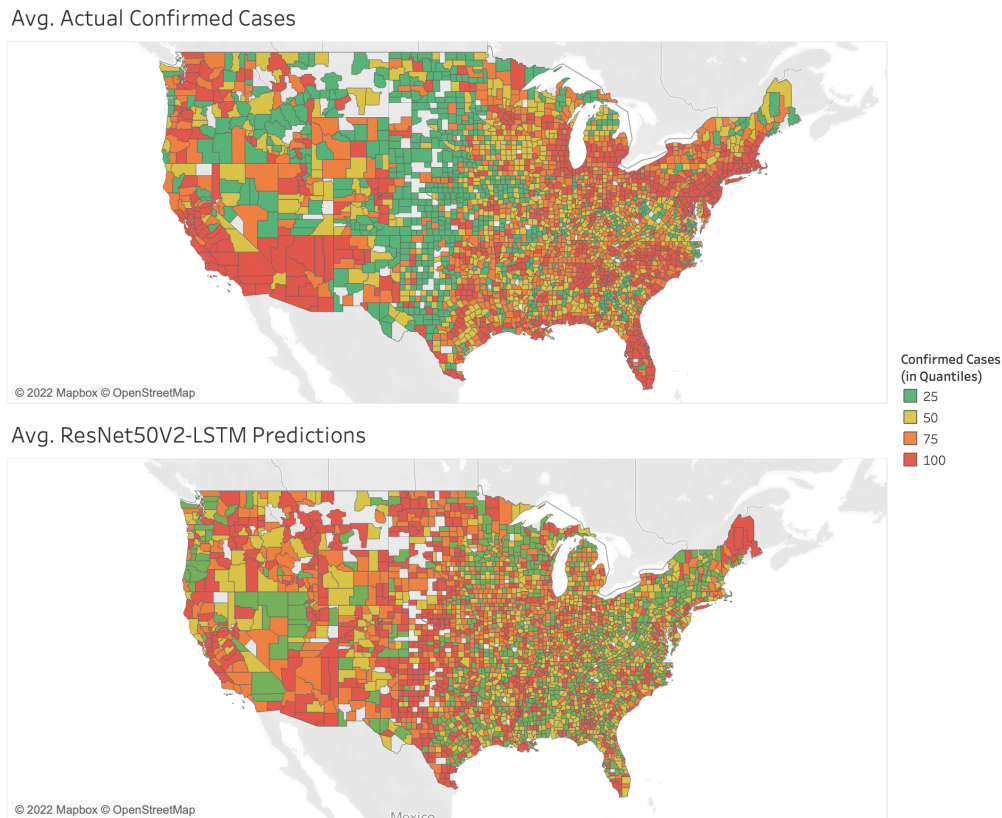 Avg. Actual Confirmed Cases
© 2022 Mapbox © OpenStreetMap
Confirmed Cases
(in Quantiles)
25
50
75
100
Avg. ResNet50V2-LSTM Predictions
Mexico
© 2022 Mapbox © OpenStreetMap